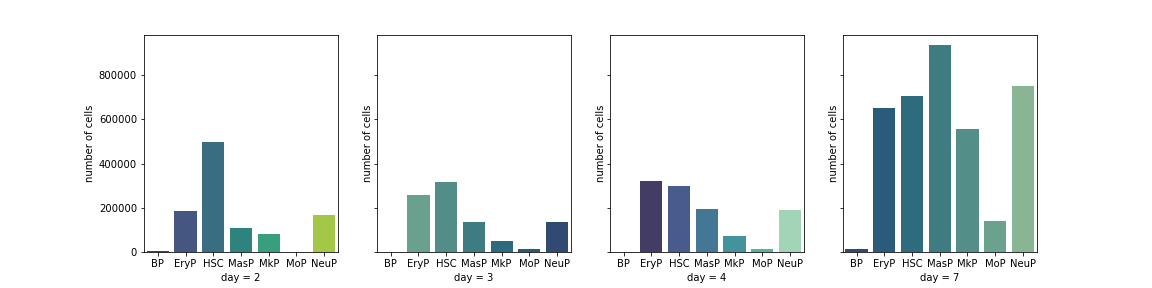 number of cells
800000
600000
400000
200000
0
BP EryP HSC MasP MkP MoP NeuP
day = 2
number of cells
BP EryP HSC MasP MkP MoP NeuP
day = 3
number of cells
BP EryP HSC MasP MkP MoP NeuP
day = 4
number of cells
BP EryP HSC MasP MkP MoP NeuP
day = 7